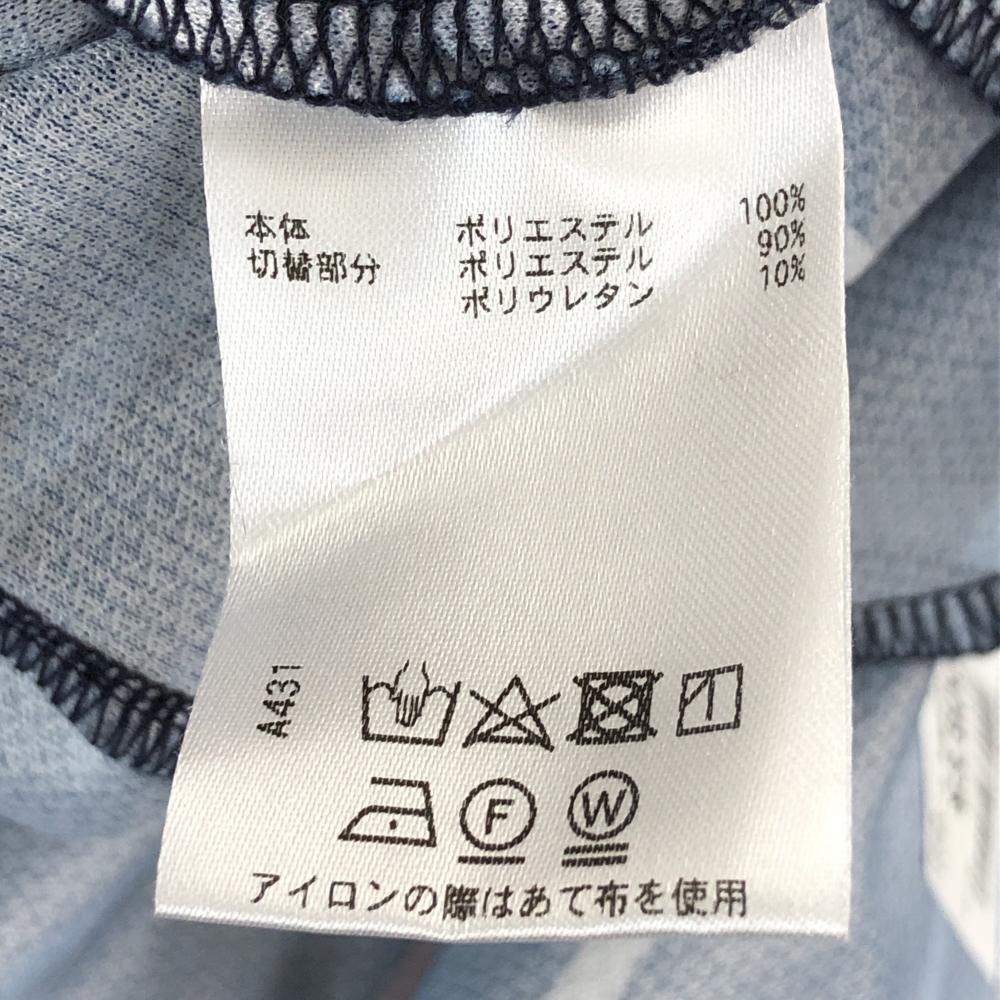 本体 ポリエステル 100%
切替部分 ポリエステル 90%
ポリウレタン 10%
A431
F W
アイロンの際はあて布を使用